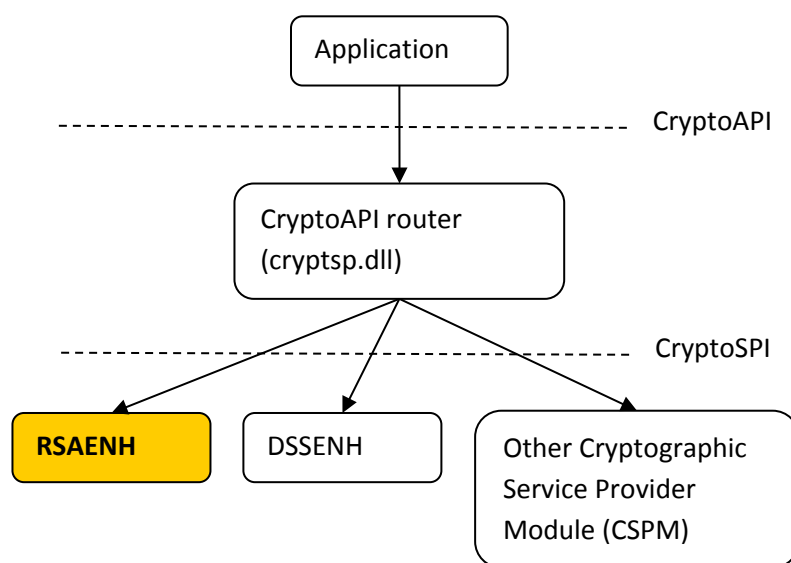 Application
CryptoAPI
CryptoAPI router
(cryptsp.dll)
CryptoSPI
RSAENH
DSSENH
Other Cryptographic
Service Provider
Module (CSPM)